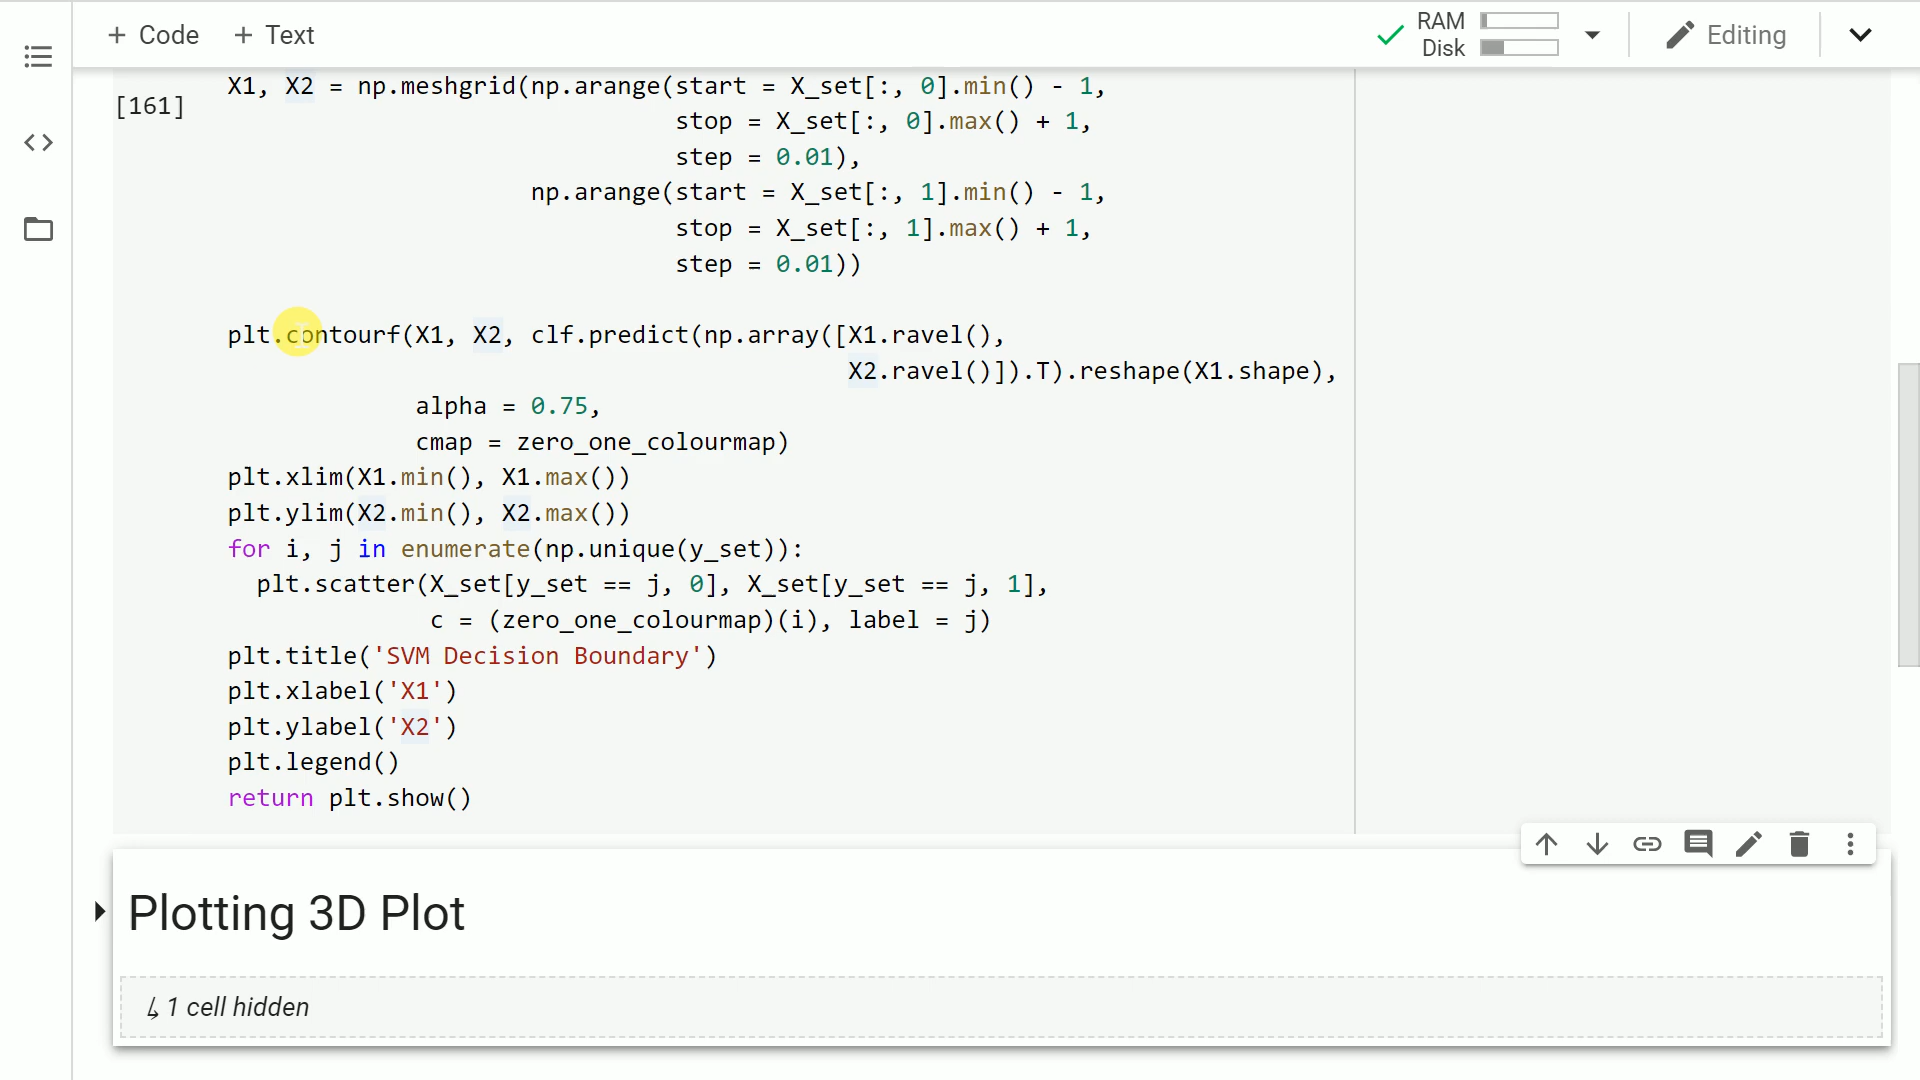 + Code + Text
RAM
Disk
Editing
[161]
X1, X2 = np.meshgrid(np.arange(start = X_set[:, 0].min() - 1,
stop = X_set[:, 0].max() + 1,
step = 0.01),
np.arange(start = X_set[:, 1].min() - 1,
stop = X_set[:, 1].max() + 1,
step = 0.01))
plt.contourf(X1, X2, clf.predict(np.array([X1.ravel(),
X2.ravel()]).T).reshape(X1.shape),
alpha = 0.75,
cmap = zero_one_colourmap)
plt.xlim(X1.min(), X1.max())
plt.ylim(X2.min(), X2.max())
for i, j in enumerate(np.unique(y_set)):
plt.scatter(X_set[y_set == j, 0], X_set[y_set == j, 1],
c = (zero_one_colourmap)(i), label = j)
plt.title('SVM Decision Boundary')
plt.xlabel('X1')
plt.ylabel('X2')
plt.legend()
return plt.show()
Plotting 3D Plot
↳ 1 cell hidden